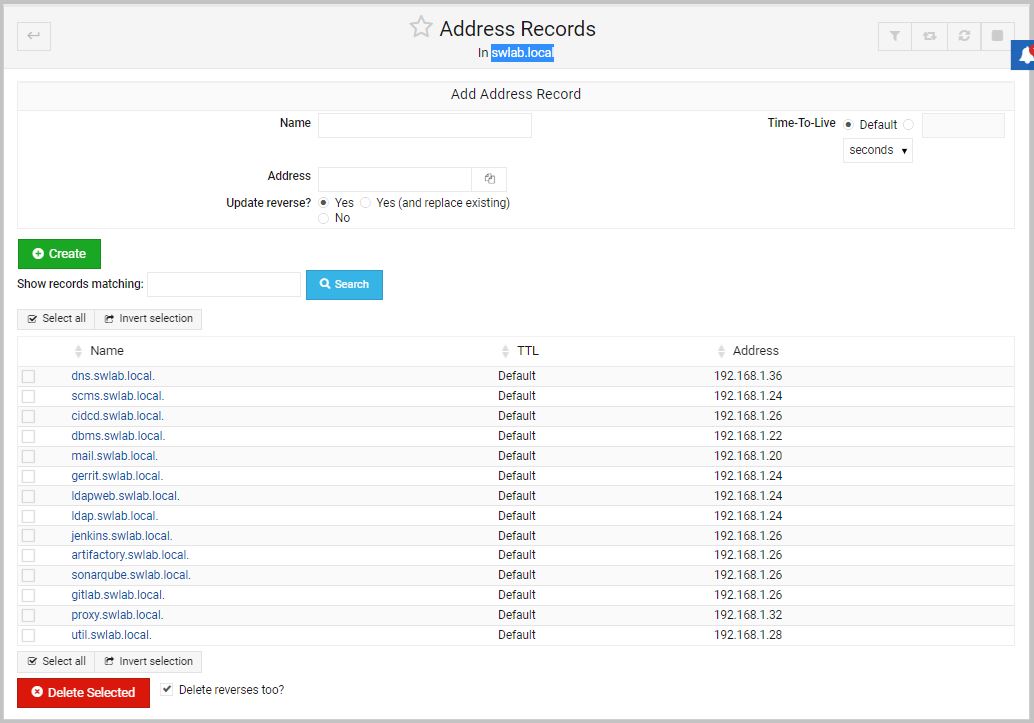 Address Records
In swlab.local
Add Address Record
Name
Time-To-Live Default
seconds
Address
Update reverse? Yes Yes (and replace existing)
No
Create
Show records matching: Search
Select all Invert selection
Name TTL Address
dns.swlab.local. Default 192.168.1.36
scms.swlab.local. Default 192.168.1.24
cidcd.swlab.local. Default 192.168.1.26
dbms.swlab.local. Default 192.168.1.22
mail.swlab.local. Default 192.168.1.20
gerrit.swlab.local. Default 192.168.1.24
ldapweb.swlab.local. Default 192.168.1.24
ldap.swlab.local. Default 192.168.1.24
jenkins.swlab.local. Default 192.168.1.26
artifactory.swlab.local. Default 192.168.1.26
sonarqube.swlab.local. Default 192.168.1.26
gitlab.swlab.local. Default 192.168.1.26
proxy.swlab.local. Default 192.168.1.32
util.swlab.local. Default 192.168.1.28
Select all Invert selection
Delete Selected Delete reverses too?